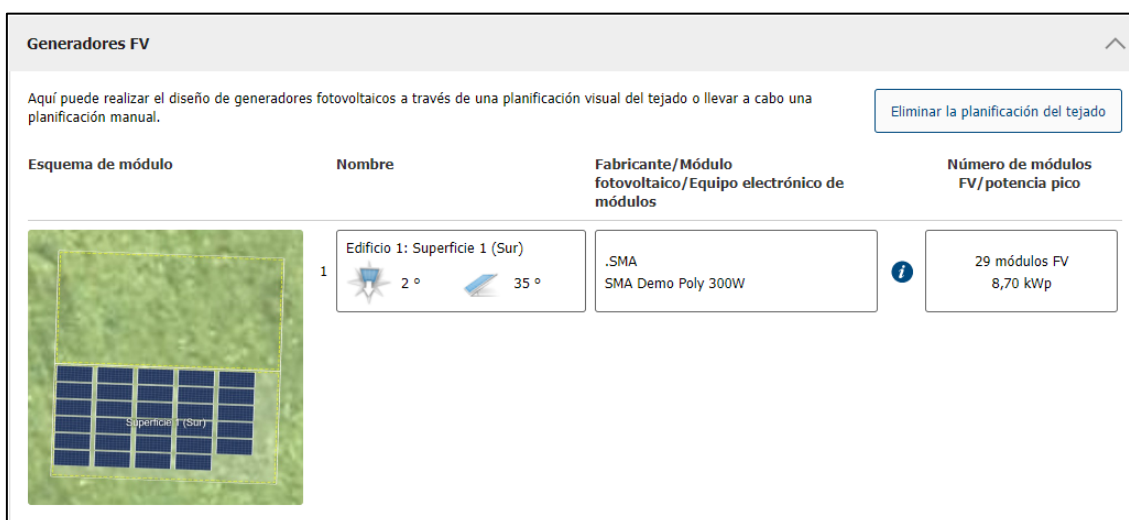 Generadores FV
Aquí puede realizar el diseño de generadores fotovoltaicos a través de una planificación visual del tejado o llevar a cabo una
planificación manual.
Eliminar la planificación del tejado
Esquema de módulo
Nombre
Fabricante/Módulo
fotovoltaico/Equipo electrónico de
módulos
Número de módulos
FV/potencia pico
Superficie 1 (Sur)
1
Edificio 1: Superficie 1 (Sur)
2 º
35 º
.SMA
SMA Demo Poly 300W
i
29 módulos FV
8,70 kWp